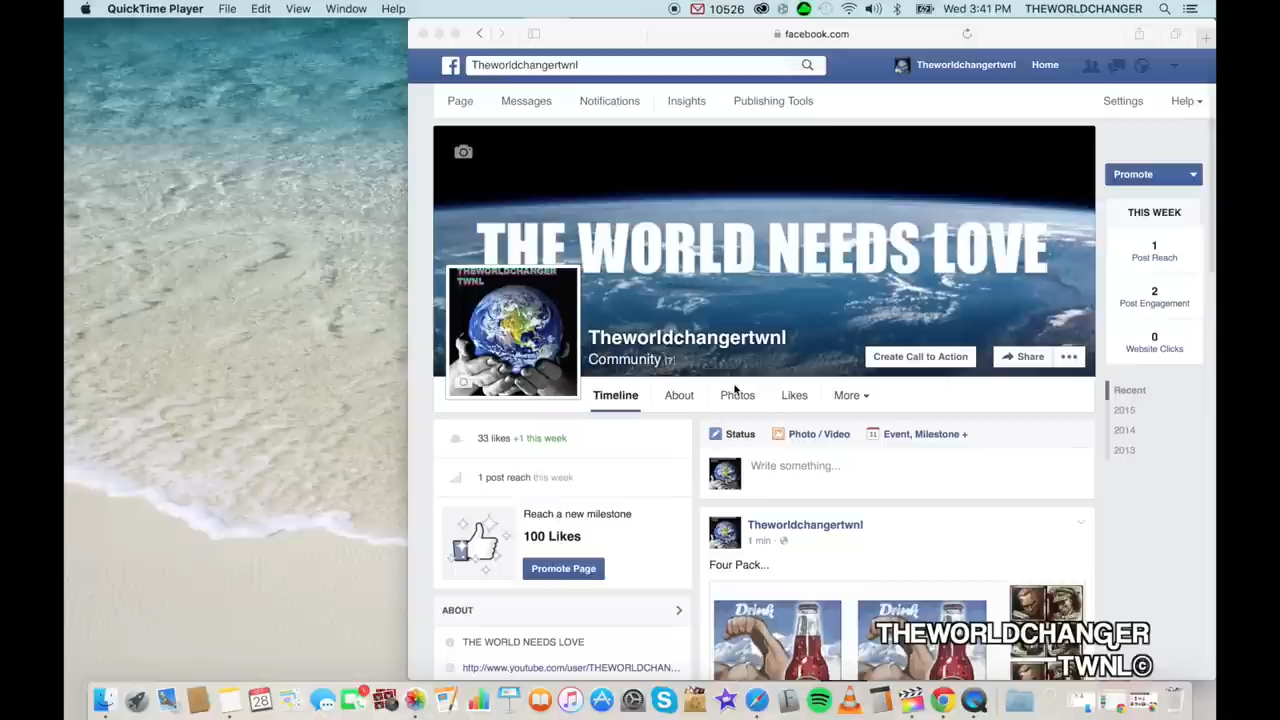 QuickTime Player File Edit View Window Help 10526 Wed 3:41 PM THEWORLDCHANGER
facebook.com
Theworldchangertwnl Theworldchangertwnl Home
Page Messages Notifications Insights Publishing Tools Settings Help
Promote
THE WORLD NEEDS LOVE
THEWORLDCHANGER
TWNL
Theworldchangertwnl
Community [?]
Create Call to Action Share
THIS WEEK
1
Post Reach
2
Post Engagement
0
Website Clicks
Timeline About Photos Likes More
Recent
2015
2014
2013
33 likes +1 this week
1 post reach this week
Reach a new milestone
100 Likes
Promote Page
ABOUT
THE WORLD NEEDS LOVE
http://www.youtube.com/user/THEWORLDCHAN...
Status Photo / Video 31 Event, Milestone +
Write something...
Theworldchangertwnl
1 min
Four Pack...
Drink Drink
THEWORLDCHANGER
TWNL©
28